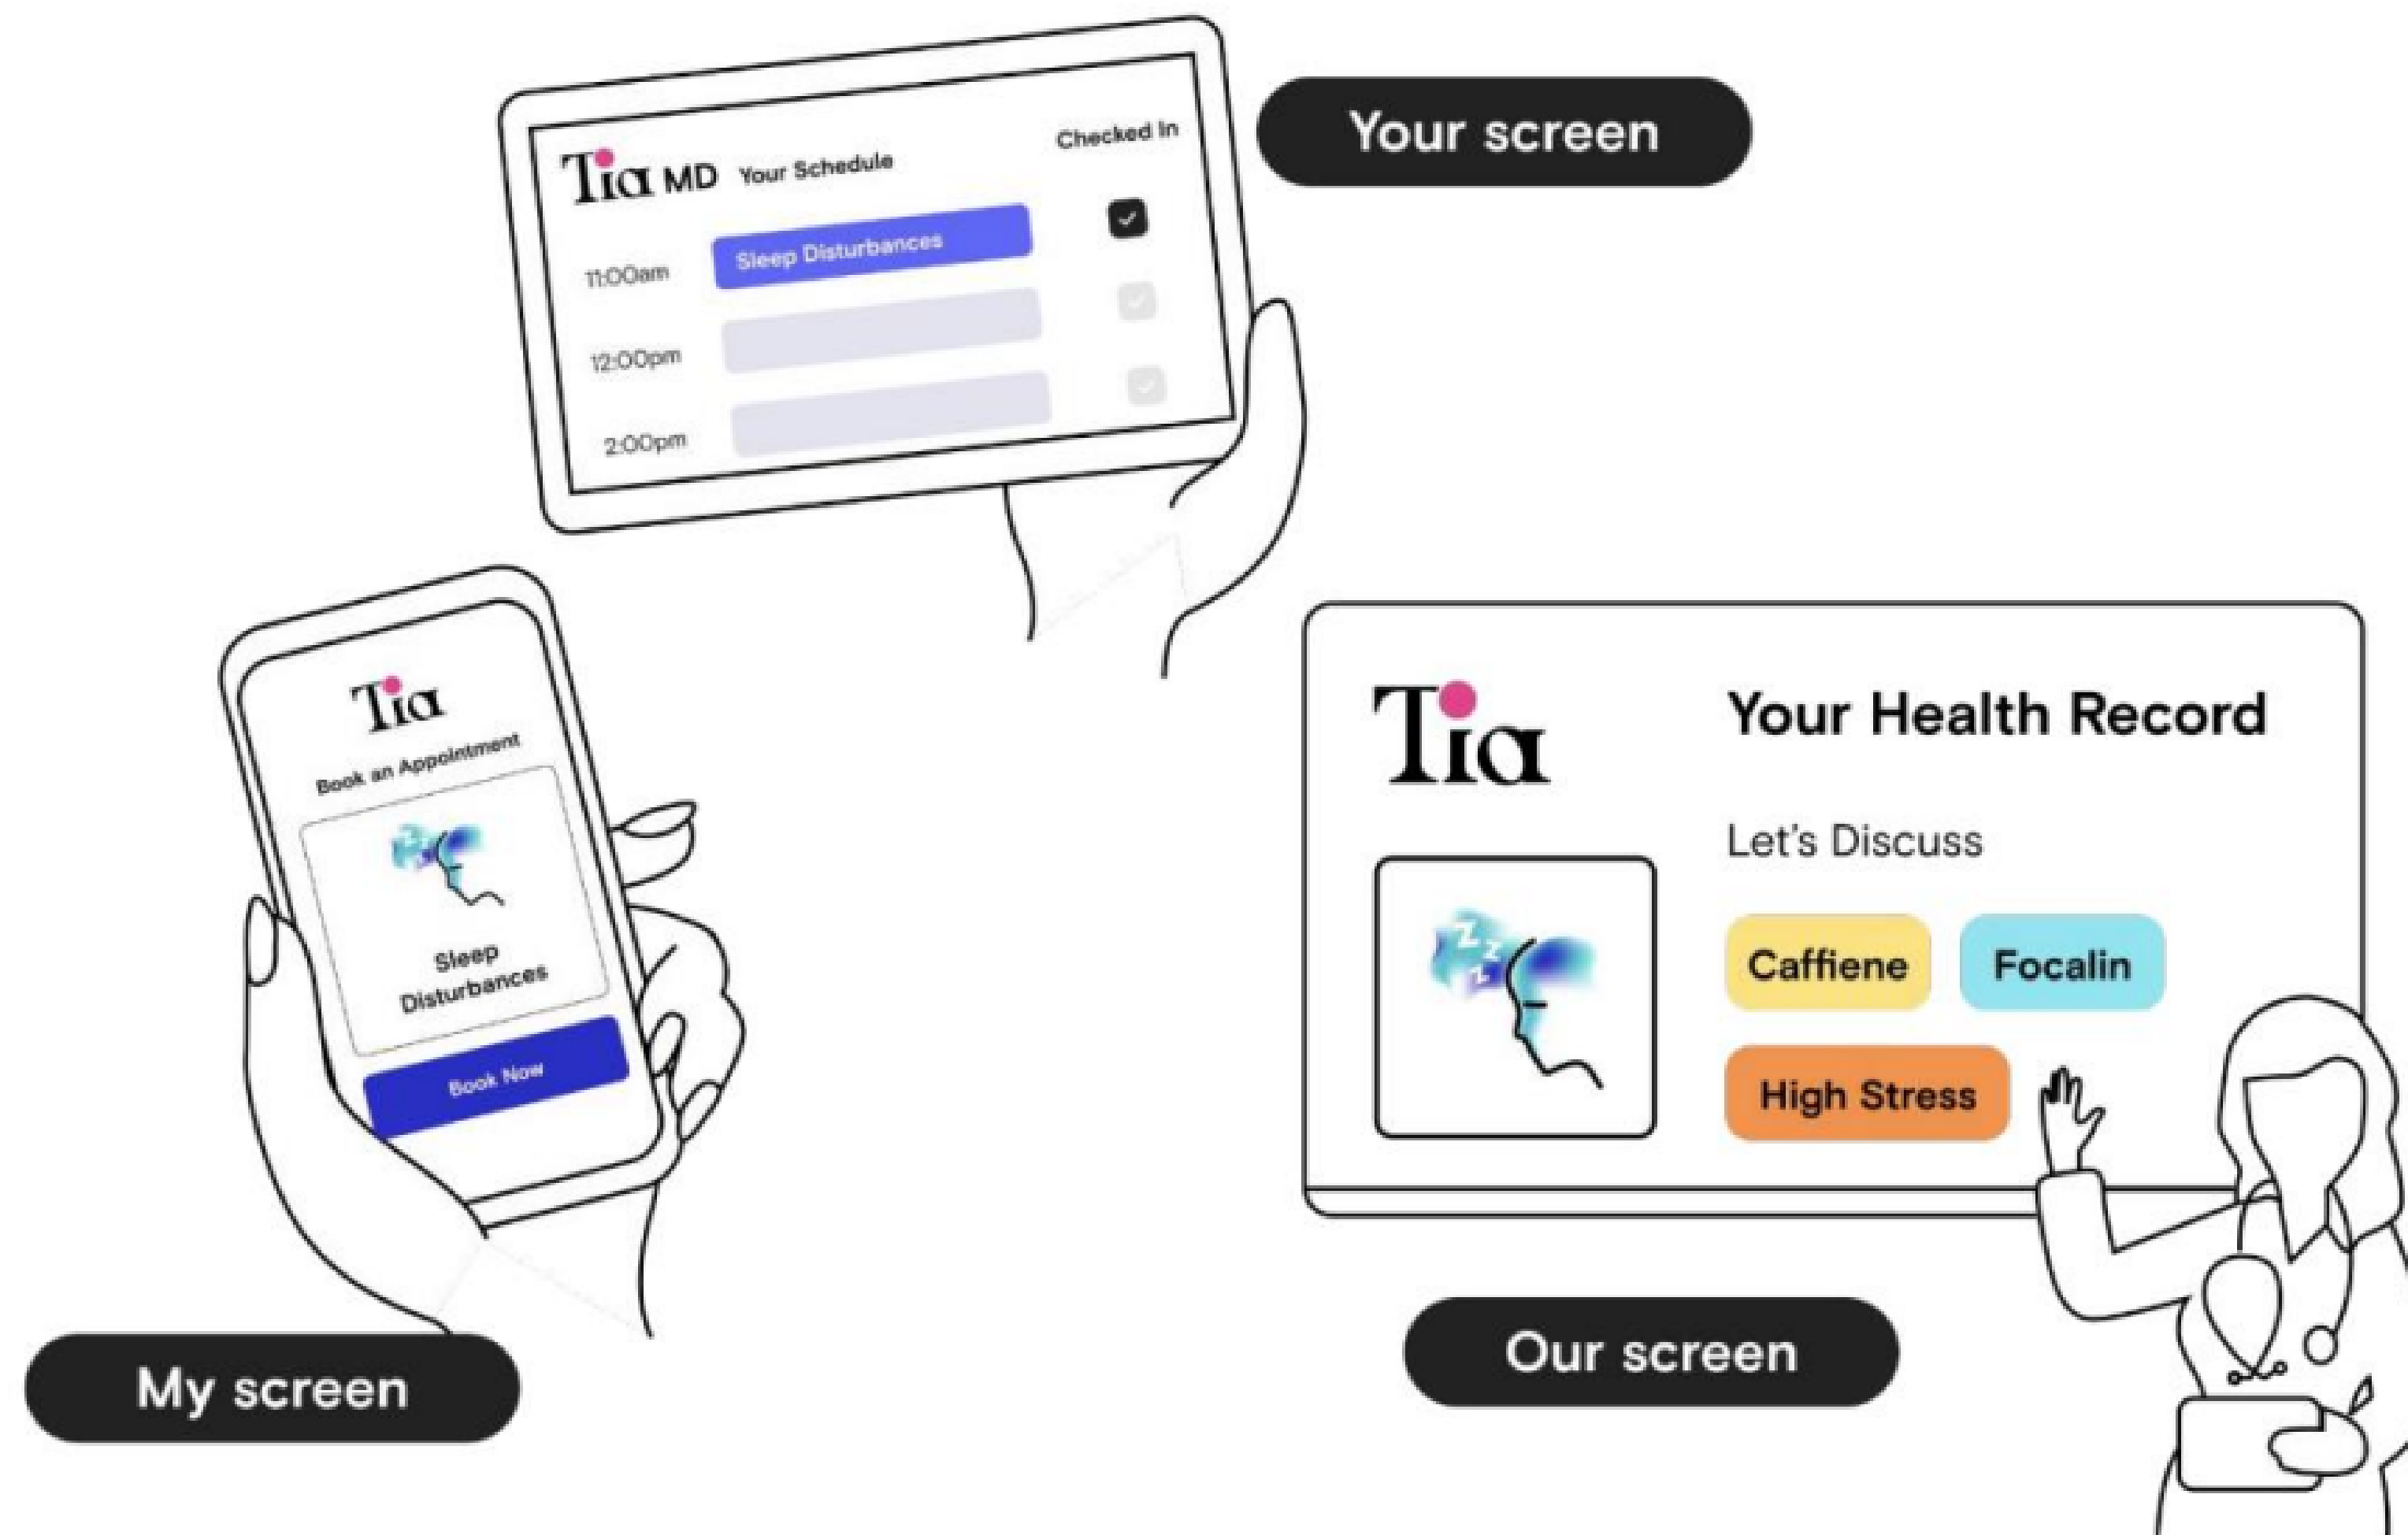 Your screen
Tia MD Your Schedule Checked In
11:00am Sleep Disturbances
12:00pm
2:00pm
Tia
Book an Appointment
Sleep
Disturbances
Book Now
My screen
Tia
Your Health Record
Let's Discuss
Z Z Z
Caffiene Focalin
High Stress
Our screen